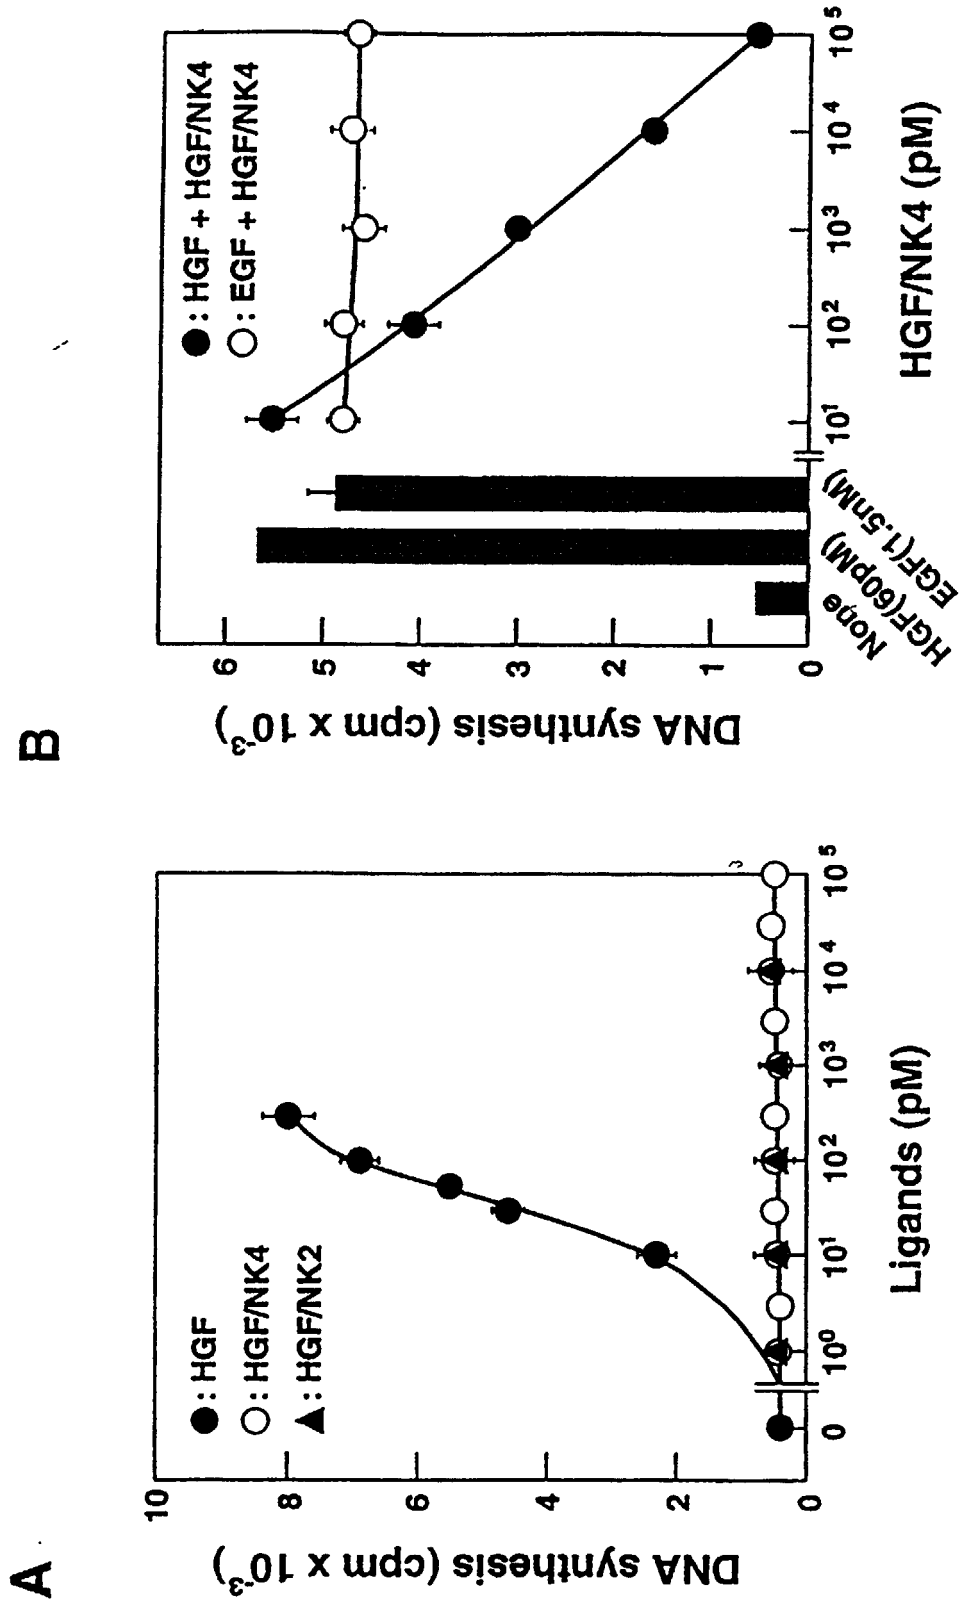 A
DNA synthesis (cpm x 10⁻³)
10
8
6
4
2
0
● : HGF
○ : HGF/NK4
▲ : HGF/NK2
0 10⁰ 10¹ 10² 10³ 10⁴ 10⁵
Ligands (pM)
B
DNA synthesis (cpm x 10⁻³)
6
5
4
3
2
1
0
● : HGF + HGF/NK4
○ : EGF + HGF/NK4
None
HGF(60pM)
EGF(1.5nM)
10¹ 10² 10³ 10⁴ 10⁵
HGF/NK4 (pM)